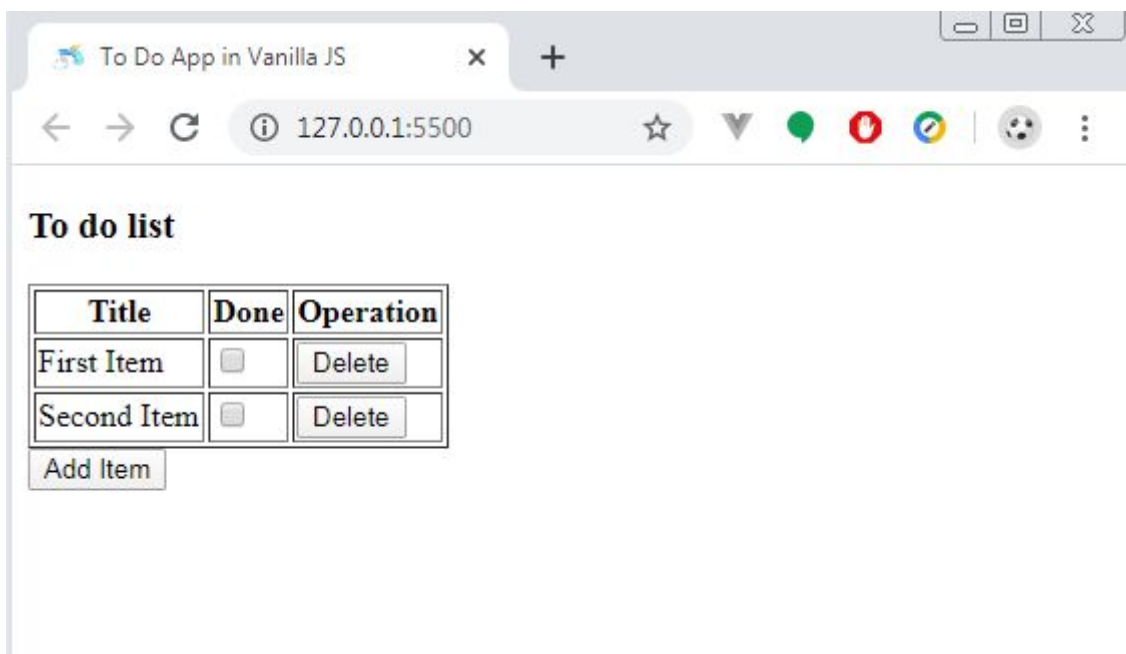 To Do App in Vanilla JS
127.0.0.1:5500
To do list
Title Done Operation
First Item Delete
Second Item Delete
Add Item